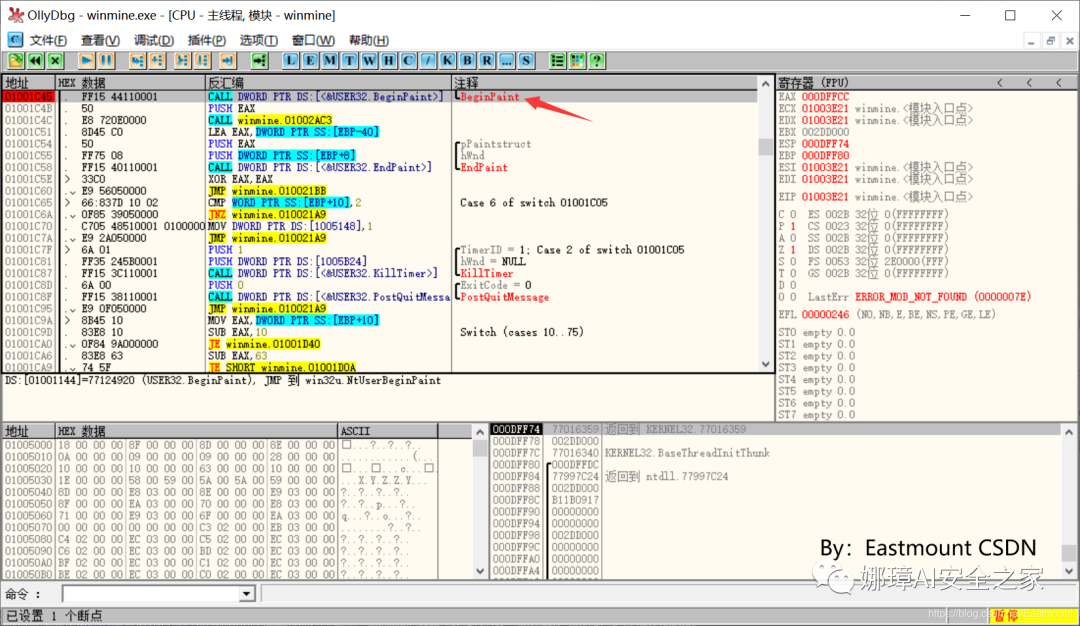 OllyDbg - winmine.exe - [CPU - 主线程, 模块 - winmine]
文件(F) 查看(V) 调试(D) 插件(P) 选项(T) 窗口(W) 帮助(H)
L E M T W H C / K B R ... S
地址 HEX 数据 反汇编 注释
01001C45 . FF15 44110001 CALL DWORD PTR DS:[<&USER32.BeginPaint>] BeginPaint
01001C4B . 50 PUSH EAX
01001C4C . E8 720E0000 CALL winmine.01002AC3
01001C51 . 8D45 C0 LEA EAX,DWORD PTR SS:[EBP-40]
01001C54 . 50 PUSH EAX pPaintstruct
01001C55 . FF75 08 PUSH DWORD PTR SS:[EBP+8] hWnd
01001C58 . FF15 40110001 CALL DWORD PTR DS:[<&USER32.EndPaint>] EndPaint
01001C5E > 33C0 XOR EAX,EAX
01001C60 . E9 56050000 JMP winmine.010021BB
01001C65 > 66:837D 10 02 CMP WORD PTR SS:[EBP+10],2 Case 6 of switch 01001C05
01001C6A . 0F85 39050000 JNZ winmine.010021A9
01001C70 . C705 48510001 0100000 MOV DWORD PTR DS:[1005148],1
01001C7A . E9 2A050000 JMP winmine.010021A9
01001C7F > 6A 01 PUSH 1 TimerID = 1; Case 2 of switch 01001C05
01001C81 . FF35 245B0001 PUSH DWORD PTR DS:[1005B24] hWnd = NULL
01001C87 . FF15 3C110001 CALL DWORD PTR DS:[<&USER32.KillTimer>] KillTimer
01001C8D . 6A 00 PUSH 0 ExitCode = 0
01001C8F . FF15 38110001 CALL DWORD PTR DS:[<&USER32.PostQuitMessa PostQuitMessage
01001C95 . E9 0F050000 JMP winmine.010021A9
01001C9A > 8B45 10 MOV EAX,DWORD PTR SS:[EBP+10]
01001C9D . 83E8 10 SUB EAX,10 Switch (cases 10..75)
01001CA0 . 0F84 9A000000 JE winmine.01001D40
01001CA6 . 83E8 63 SUB EAX,63
01001CA9 . 74 5F JE SHORT winmine.01001D0A
DS:[01001144]=77124920 (USER32.BeginPaint), JMP 到 win32u.NtUserBeginPaint
寄存器 (FPU) < < <
EAX 000DFFCC
ECX 01003E21 winmine.<模块入口点>
EDX 01003E21 winmine.<模块入口点>
EBX 002DD000
ESP 000DFF74
EBP 000DFF80
ESI 01003E21 winmine.<模块入口点>
EDI 01003E21 winmine.<模块入口点>
EIP 01003E21 winmine.<模块入口点>
C 0 ES 002B 32位 0(FFFFFFFF)
P 1 CS 0023 32位 0(FFFFFFFF)
A 0 SS 002B 32位 0(FFFFFFFF)
Z 1 DS 002B 32位 0(FFFFFFFF)
S 0 FS 0053 32位 2E0000(FFF)
T 0 GS 002B 32位 0(FFFFFFFF)
D 0
O 0 LastErr ERROR_MOD_NOT_FOUND (0000007E)
EFL 00000246 (NO,NB,E,BE,NS,PE,GE,LE)
ST0 empty 0.0
ST1 empty 0.0
ST2 empty 0.0
ST3 empty 0.0
ST4 empty 0.0
ST5 empty 0.0
ST6 empty 0.0
ST7 empty 0.0
地址 HEX 数据 ASCII
01005000 18 00 00 00 8F 00 00 00 8D 00 00 00 8E 00 00 00
01005010 0A 00 00 00 09 00 00 00 09 00 00 00 28 00 00 00
01005020 10 00 00 00 10 00 00 00 63 00 00 00 10 00 00 00
01005030 1E 00 00 00 58 00 59 00 5A 00 5A 00 59 00 00 00 ...X.Y.Z.Z.Y...
01005040 8D 00 00 00 E8 03 00 00 8E 00 00 00 E9 03 00 00
01005050 8F 00 00 00 EA 03 00 00 70 00 00 00 E8 03 00 00
01005060 71 00 00 00 E9 03 00 00 6F 00 00 00 EA 03 00 00
01005070 00 00 00 00 00 00 00 00 C3 02 00 00 EB 03 00 00
01005080 C4 02 00 00 EC 03 00 00 C5 02 00 00 EC 03 00 00
01005090 C6 02 00 00 EC 03 00 00 BD 02 00 00 EC 03 00 00
010050A0 BF 02 00 00 EC 03 00 00 C1 02 00 00 EC 03 00 00
010050B0 BE 02 00 00 EC 03 00 00 C0 02 00 00 EC 03 00 00
000DFF74 77016359 返回到 KERNEL32.77016359
000DFF78 002DD000
000DFF7C 77016340 KERNEL32.BaseThreadInitThunk
000DFF80 000DFFDC
000DFF84 77997C24 返回到 ntdll.77997C24
000DFF88 002DD000
000DFF8C B11B0917
000DFF90 00000000
000DFF94 00000000
000DFF98 002DD000
000DFF9C 00000000
000DFFA0 00000000
000DFFA4 00000000
By：Eastmount CSDN
娜璋AI安全之家
命令：
已设置 1 个断点
暂停